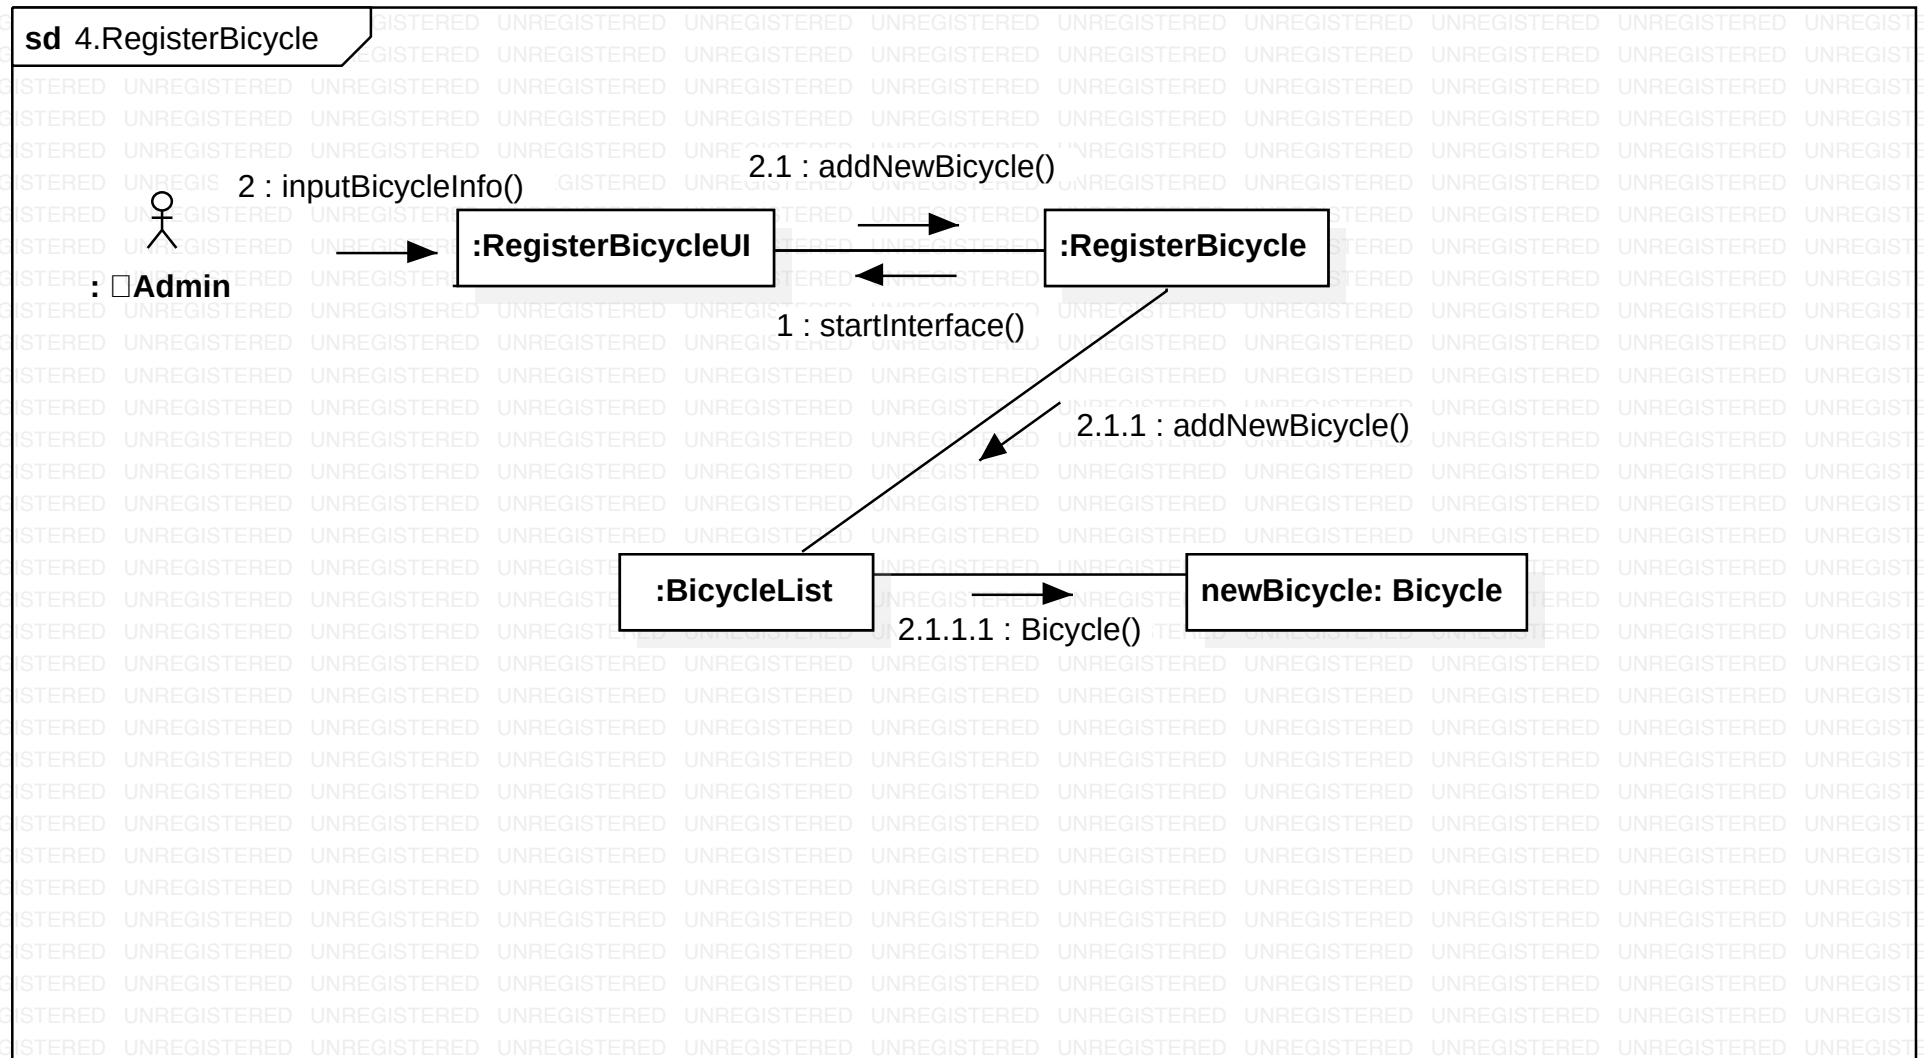 sd 4.RegisterBicycle
2.1 : addNewBicycle()
2 : inputBicycleInfo()
:RegisterBicycleUI
:RegisterBicycle
: □Admin
1 : startInterface()
2.1.1 : addNewBicycle()
:BicycleList
newBicycle: Bicycle
2.1.1.1 : Bicycle()
UNREGISTERED